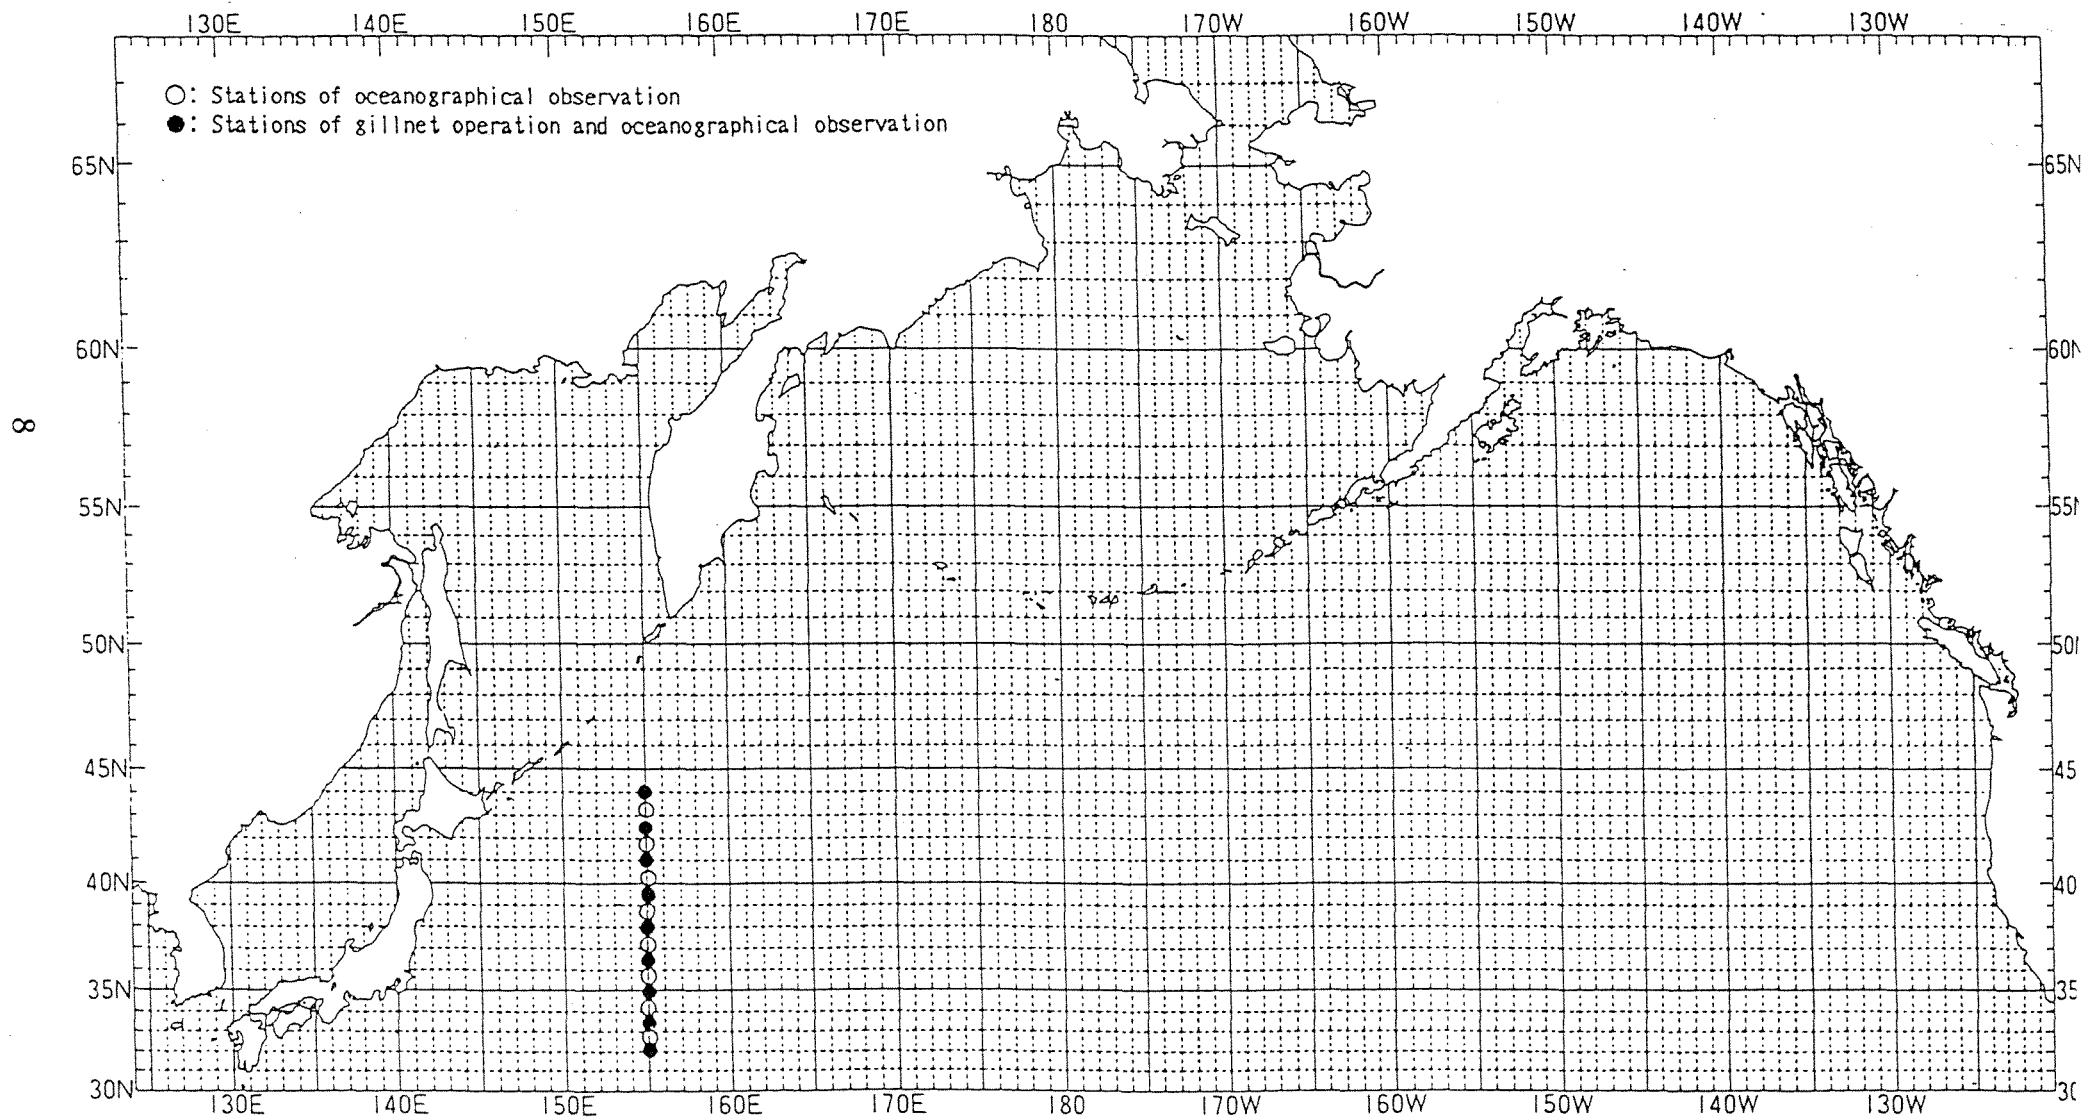 130E 140E 150E 160E 170E 180 170W 160W 150W 140W 130W
○: Stations of oceanographical observation
●: Stations of gillnet operation and oceanographical observation
65N 65N
60N 60N
8
55N 55N
50N 50N
45N 45
40N 40
35N 35
30N 30
130E 140E 150E 160E 170E 180 170W 160W 150W 140W 130W